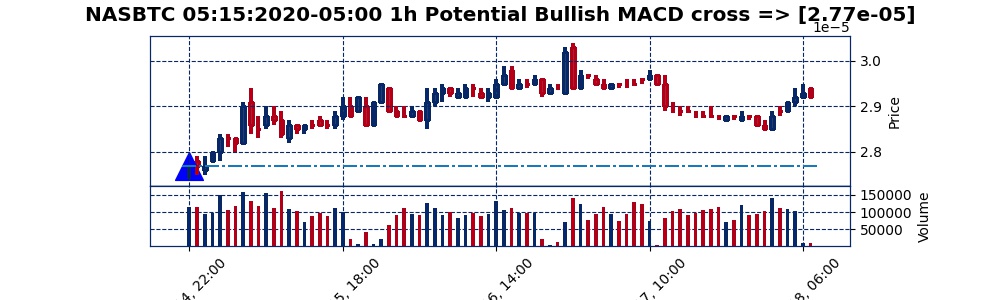 NASBTC 05:15:2020-05:00 1h Potential Bullish MACD cross => [2.77e-05]
1e−5
3.0
2.9
2.8
Price
150000
100000
50000
Volume
4, 22:00
5, 18:00
6, 14:00
7, 10:00
8, 06:00